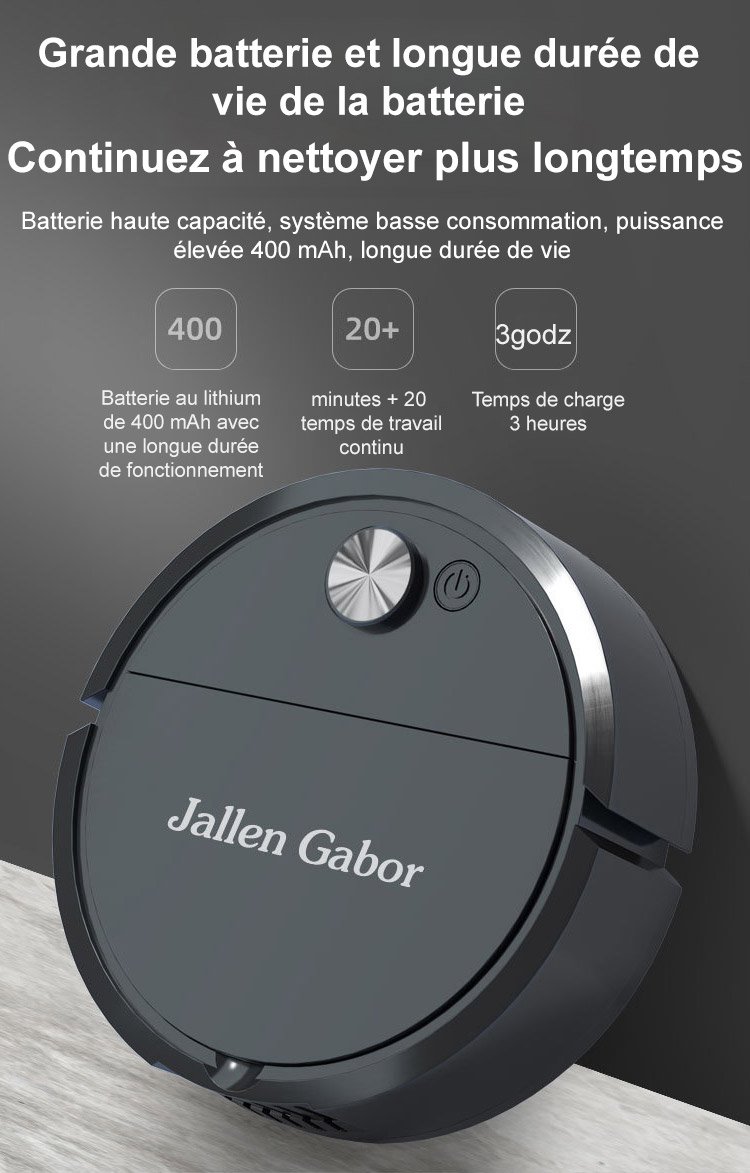 Grande batterie et longue durée de
vie de la batterie
Continuez à nettoyer plus longtemps
Batterie haute capacité, système basse consommation, puissance
élevée 400 mAh, longue durée de vie
400
20+
3godz
Batterie au lithium
de 400 mAh avec
une longue durée
de fonctionnement
minutes + 20
temps de travail
continu
Temps de charge
3 heures
Jallen Gabor